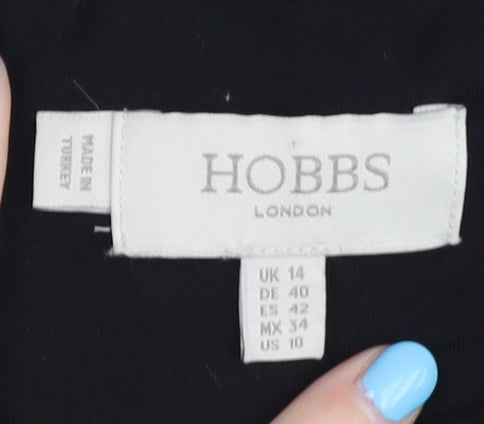 MADE IN
TURKEY
HOBBS
LONDON
UK 14
DE 40
ES 42
MX 34
US 10